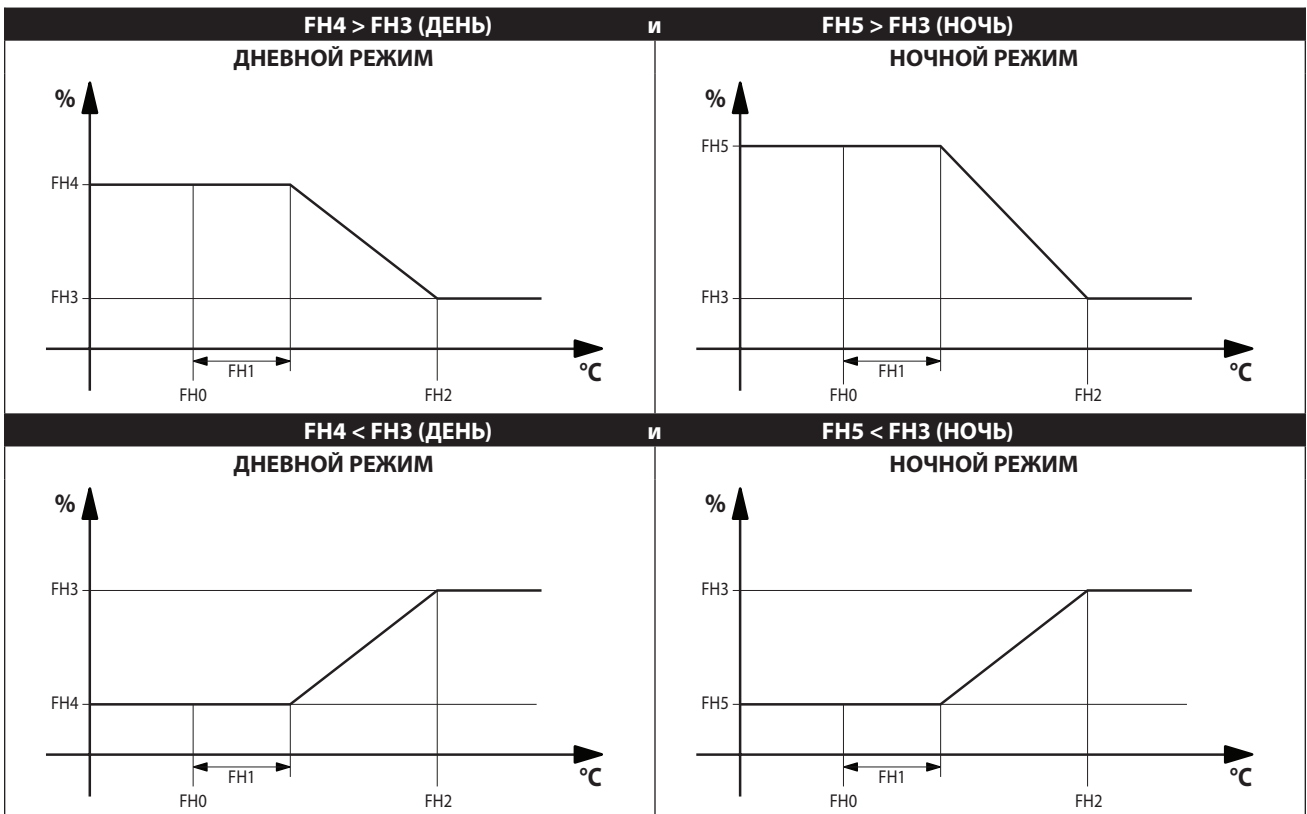 FH4 > FH3 (ДЕНЬ) и FH5 > FH3 (НОЧЬ)
ДНЕВНОЙ РЕЖИМ
%
FH4
FH3
FH1
°C
FH0
FH2
НОЧНОЙ РЕЖИМ
%
FH5
FH3
FH1
°C
FH0
FH2
FH4 < FH3 (ДЕНЬ) и FH5 < FH3 (НОЧЬ)
ДНЕВНОЙ РЕЖИМ
%
FH3
FH4
FH1
°C
FH0
FH2
НОЧНОЙ РЕЖИМ
%
FH3
FH5
FH1
°C
FH0
FH2